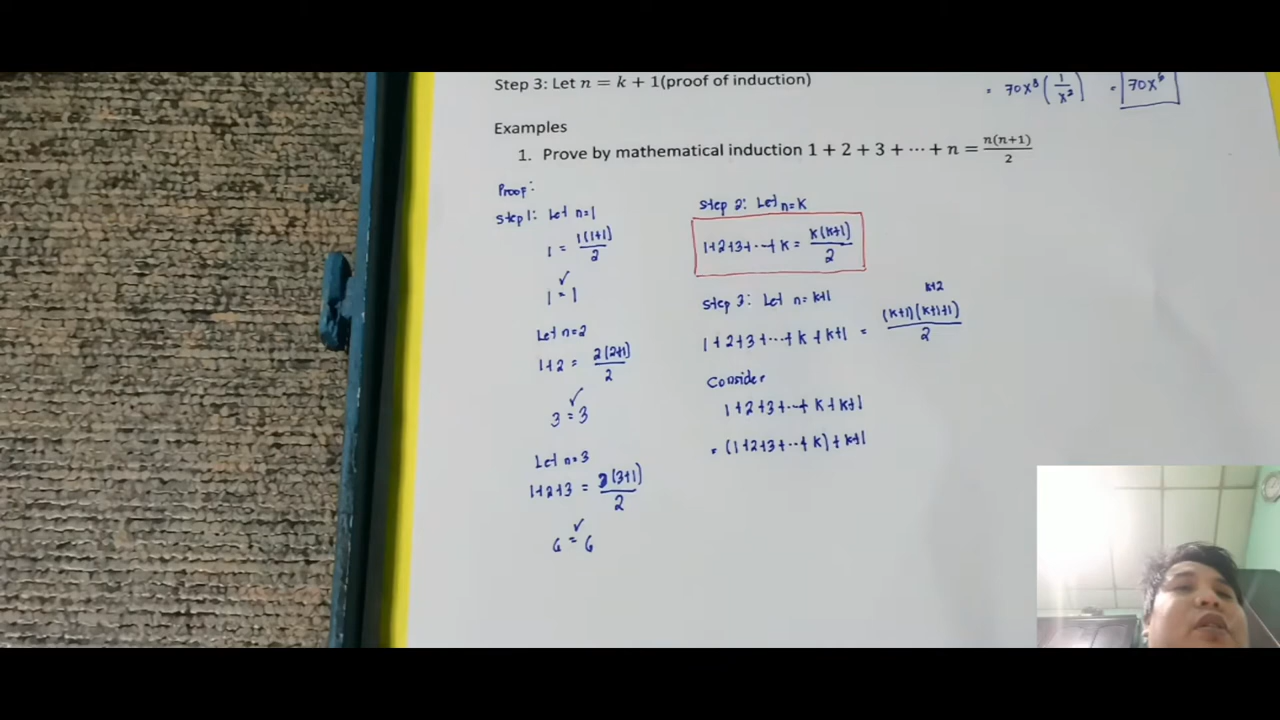 Step 3: Let n = k + 1(proof of induction)
= 70x⁸ (1/x²) = 70x⁶
Examples
1. Prove by mathematical induction 1 + 2 + 3 + ⋯ + n = n(n+1)/2
Proof:
Step 1: Let n=1
1 = 1(1+1)/2
✓
1 = 1
Let n=2
1+2 = 2(2+1)/2
✓
3 = 3
Let n=3
1+2+3 = 3(3+1)/2
✓
6 = 6
Step 2: Let n=k
1+2+3+...+k = k(k+1)/2
Step 3: Let n=k+1
k+2
1+2+3+...+k+k+1 = (k+1)(k+1+1)/2
Consider
1+2+3+...+k+k+1
= (1+2+3+...+k)+k+1